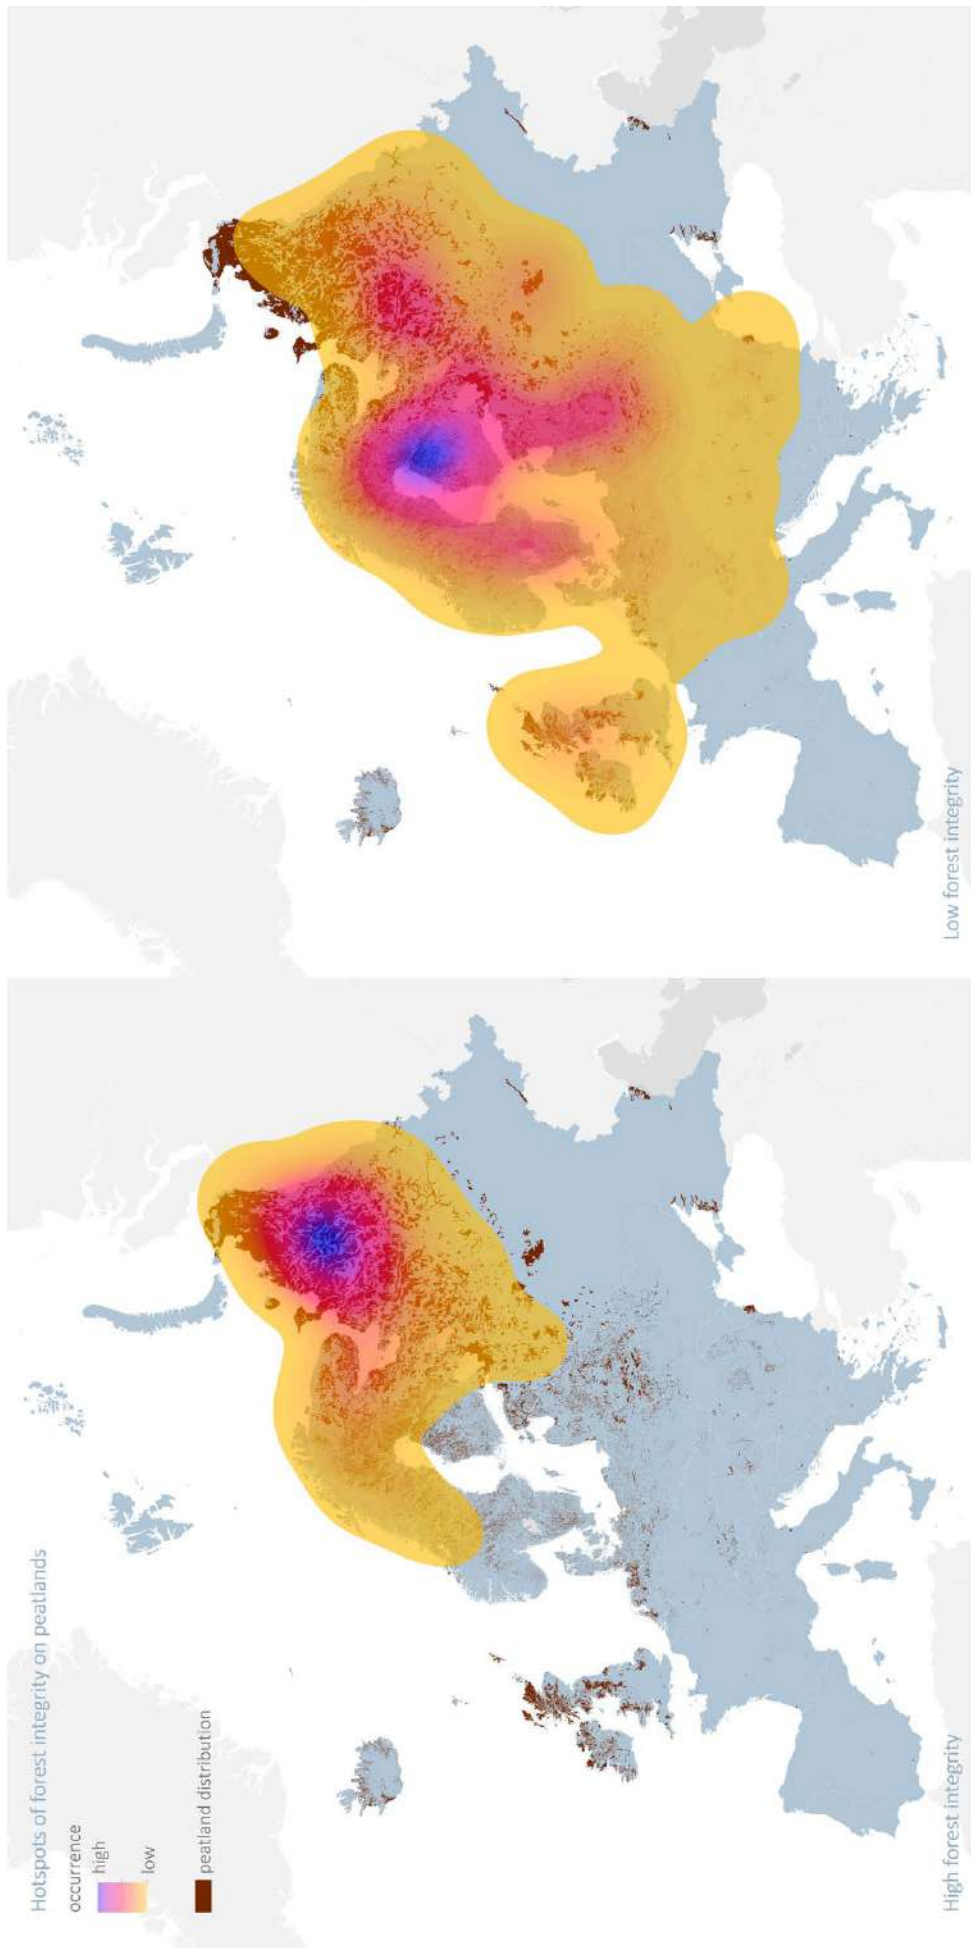 Hotspots of forest integrity on peatlands
occurrence
high
low
peatland distribution
High forest integrity
Low forest integrity